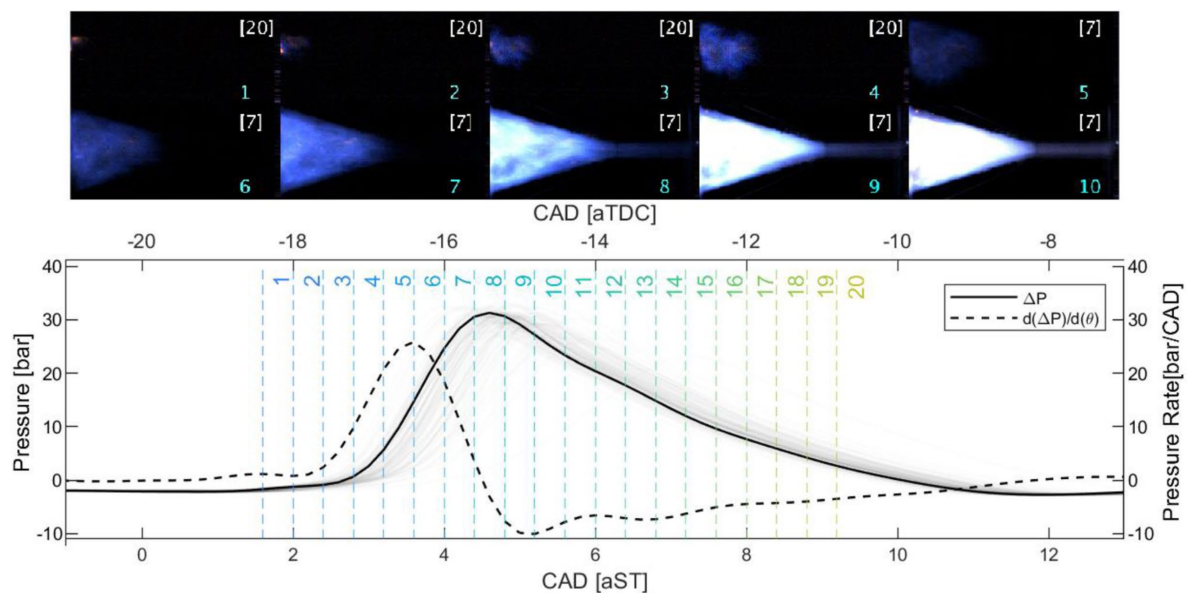 [20] [20] [20] [20] [7]
1 2 3 4 5
[7] [7] [7] [7] [7]
6 7 8 9 10
CAD [aTDC]
-20 -18 -16 -14 -12 -10 -8
40 1 2 3 4 5 6 7 8 9 10 11 12 13 14 15 16 17 18 19 20 40
ΔP
30 d(ΔP)/d(θ) 30
20 20
10 10
0 0
-10 -10
Pressure [bar]
Pressure Rate[bar/CAD]
0 2 4 6 8 10 12
CAD [aST]